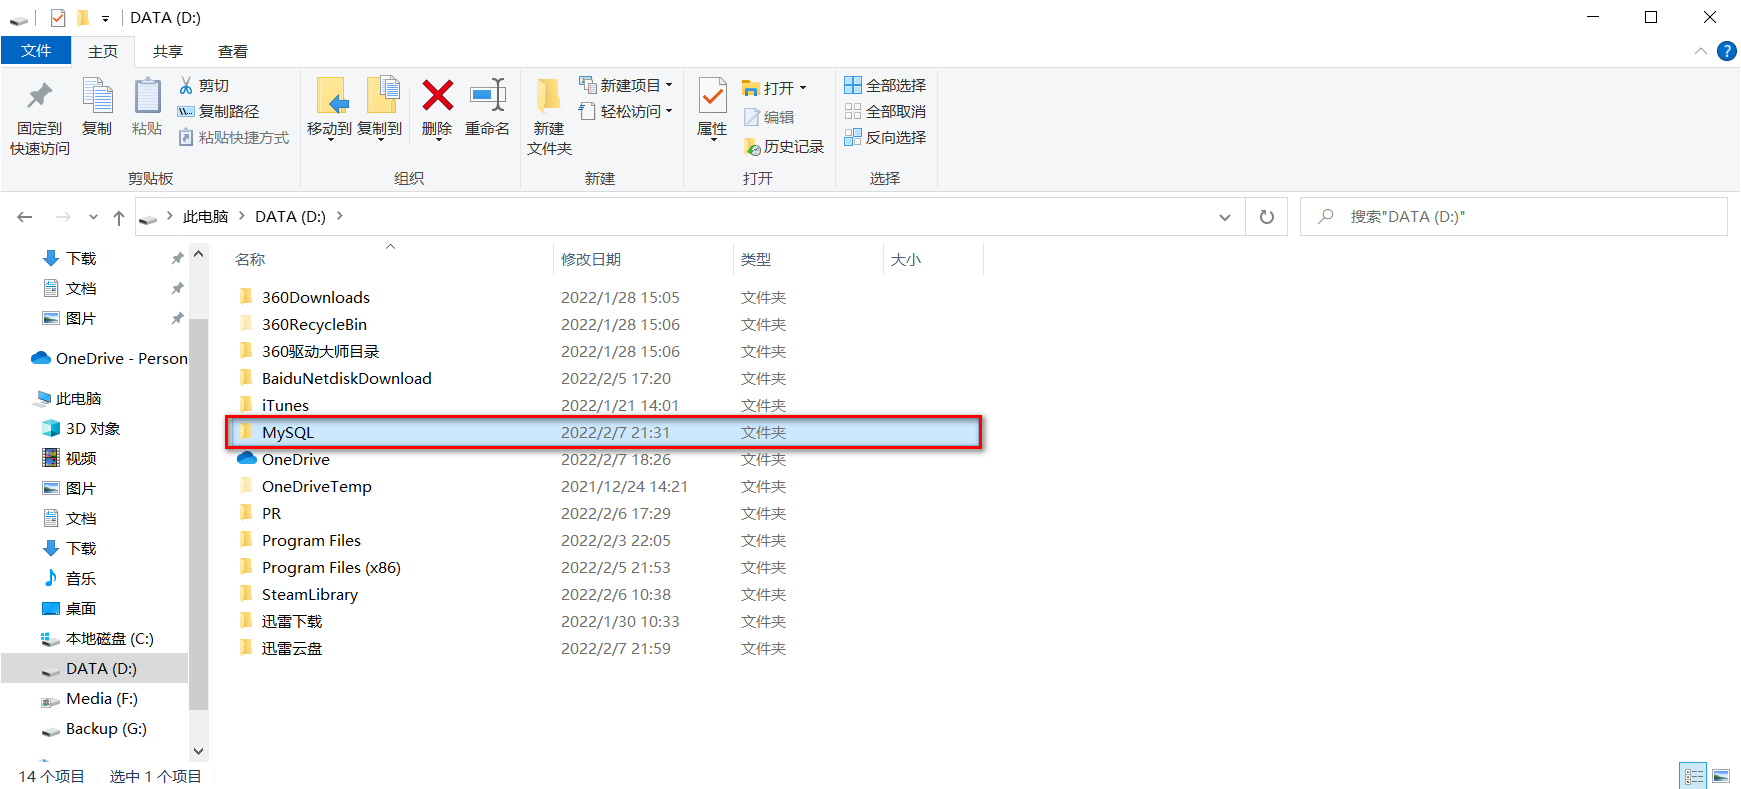 DATA (D:)
文件 主页 共享 查看
固定到
快速访问
复制
粘贴
剪切
复制路径
粘贴快捷方式
剪贴板
移动到
复制到
删除
重命名
组织
新建
文件夹
新建项目
轻松访问
新建
属性
打开
编辑
历史记录
打开
全部选择
全部取消
反向选择
选择
此电脑 DATA (D:)
搜索"DATA (D:)"
下载
文档
图片
OneDrive - Person
此电脑
3D 对象
视频
图片
文档
下载
音乐
桌面
本地磁盘 (C:)
DATA (D:)
Media (F:)
Backup (G:)
名称 修改日期 类型 大小
360Downloads 2022/1/28 15:05 文件夹
360RecycleBin 2022/1/28 15:06 文件夹
360驱动大师目录 2022/1/28 15:06 文件夹
BaiduNetdiskDownload 2022/2/5 17:20 文件夹
iTunes 2022/1/21 14:01 文件夹
MySQL 2022/2/7 21:31 文件夹
OneDrive 2022/2/7 18:26 文件夹
OneDriveTemp 2021/12/24 14:21 文件夹
PR 2022/2/6 17:29 文件夹
Program Files 2022/2/3 22:05 文件夹
Program Files (x86) 2022/2/5 21:53 文件夹
SteamLibrary 2022/2/6 10:38 文件夹
迅雷下载 2022/1/30 10:33 文件夹
迅雷云盘 2022/2/7 21:59 文件夹
14 个项目 选中 1 个项目